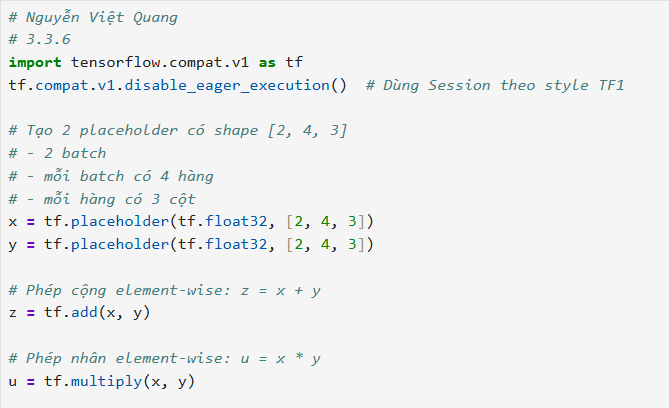 # Nguyễn Việt Quang
# 3.3.6
import tensorflow.compat.v1 as tf
tf.compat.v1.disable_eager_execution()  # Dùng Session theo style TF1
# Tạo 2 placeholder có shape [2, 4, 3]
# - 2 batch
# - mỗi batch có 4 hàng
# - mỗi hàng có 3 cột
x = tf.placeholder(tf.float32, [2, 4, 3])
y = tf.placeholder(tf.float32, [2, 4, 3])
# Phép cộng element-wise: z = x + y
z = tf.add(x, y)
# Phép nhân element-wise: u = x * y
u = tf.multiply(x, y)